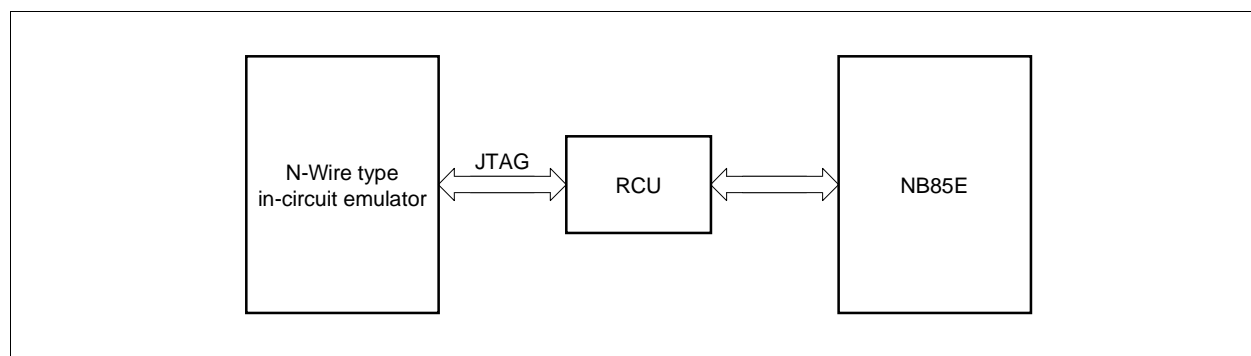 N-Wire type
in-circuit emulator
JTAG
RCU
NB85E